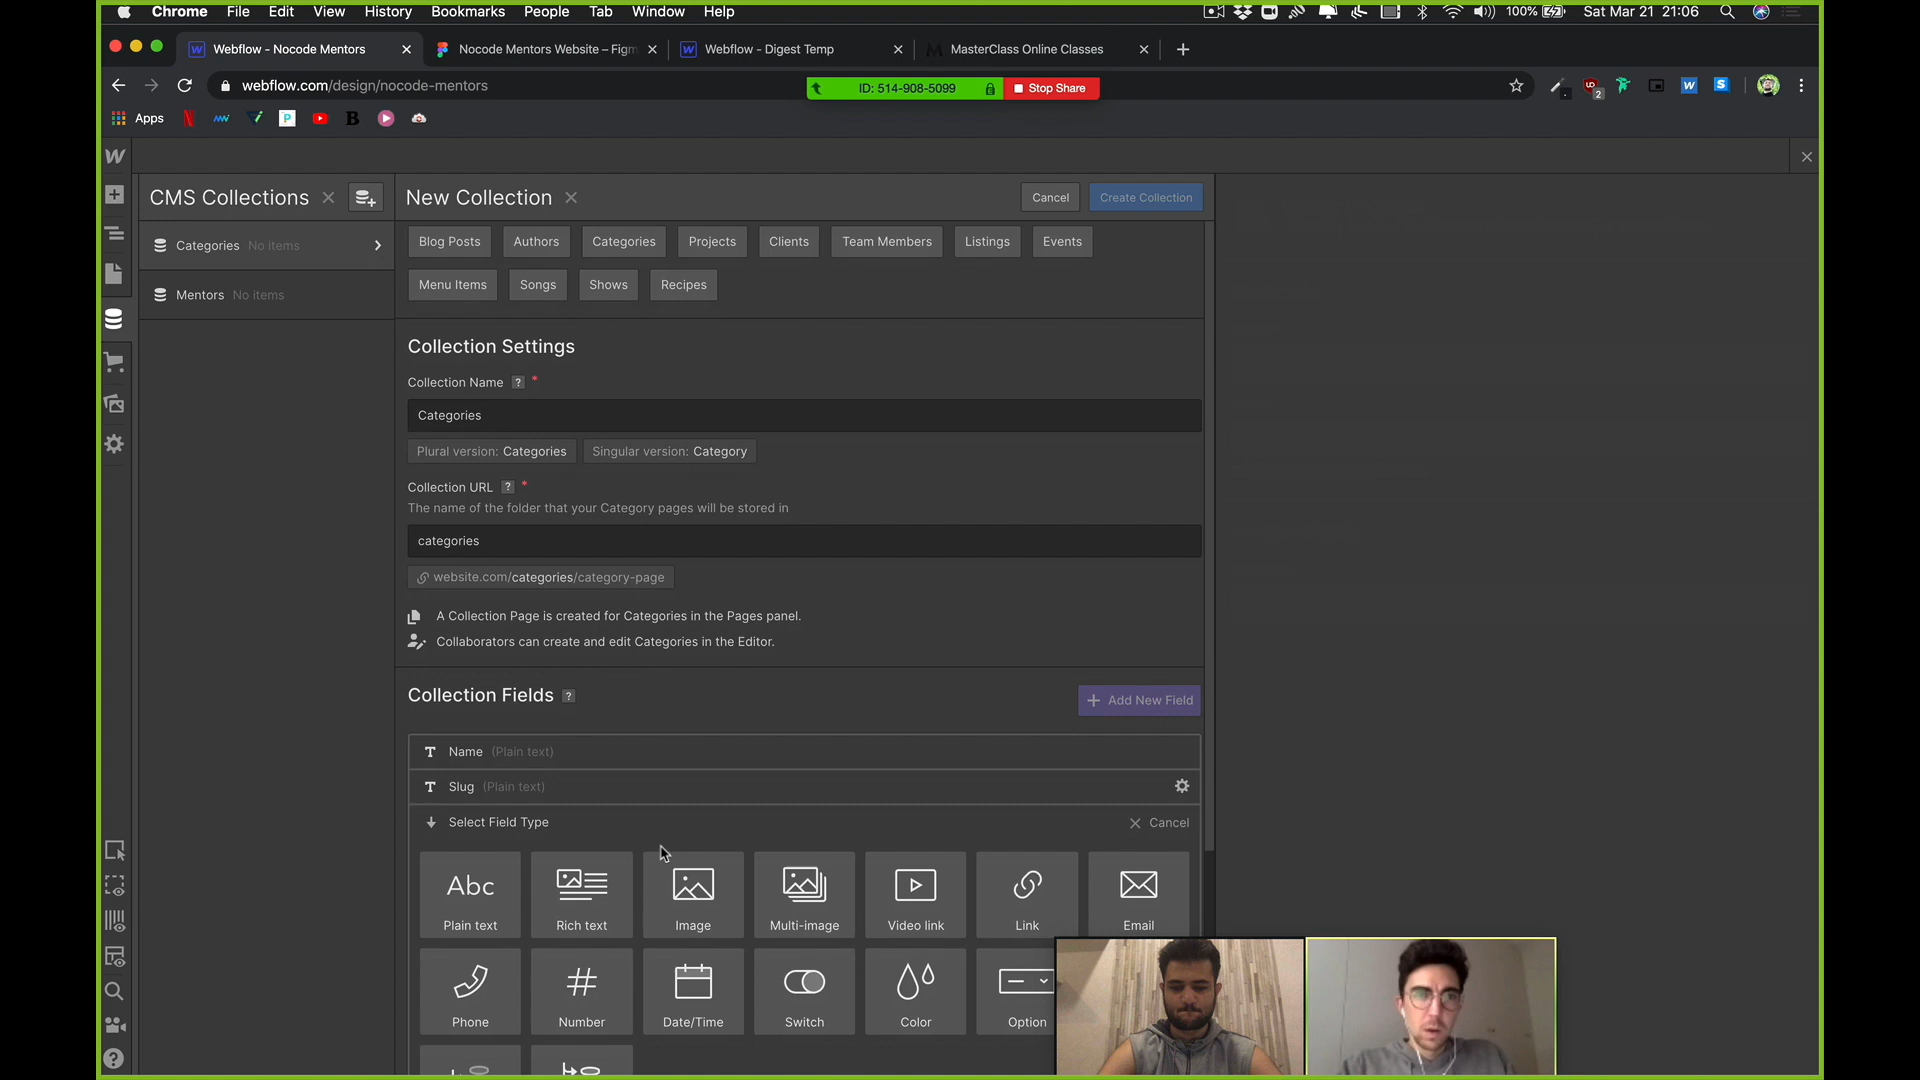 Chrome File Edit View History Bookmarks People Tab Window Help 100% Sat Mar 21 21:06
Webflow - Nocode Mentors Nocode Mentors Website – Figm Webflow - Digest Temp MasterClass Online Classes
webflow.com/design/nocode-mentors ID: 514-908-5099 Stop Share
Apps
CMS Collections New Collection Cancel Create Collection
Categories No items
Mentors No items
Blog Posts Authors Categories Projects Clients Team Members Listings Events
Menu Items Songs Shows Recipes
Collection Settings
Collection Name ? *
Categories
Plural version: Categories Singular version: Category
Collection URL ? *
The name of the folder that your Category pages will be stored in
categories
website.com/categories/category-page
A Collection Page is created for Categories in the Pages panel.
Collaborators can create and edit Categories in the Editor.
Collection Fields ? + Add New Field
Name (Plain text)
Slug (Plain text)
Select Field Type Cancel
Abc
Plain text Rich text Image Multi-image Video link Link Email
Phone Number Date/Time Switch Color Option